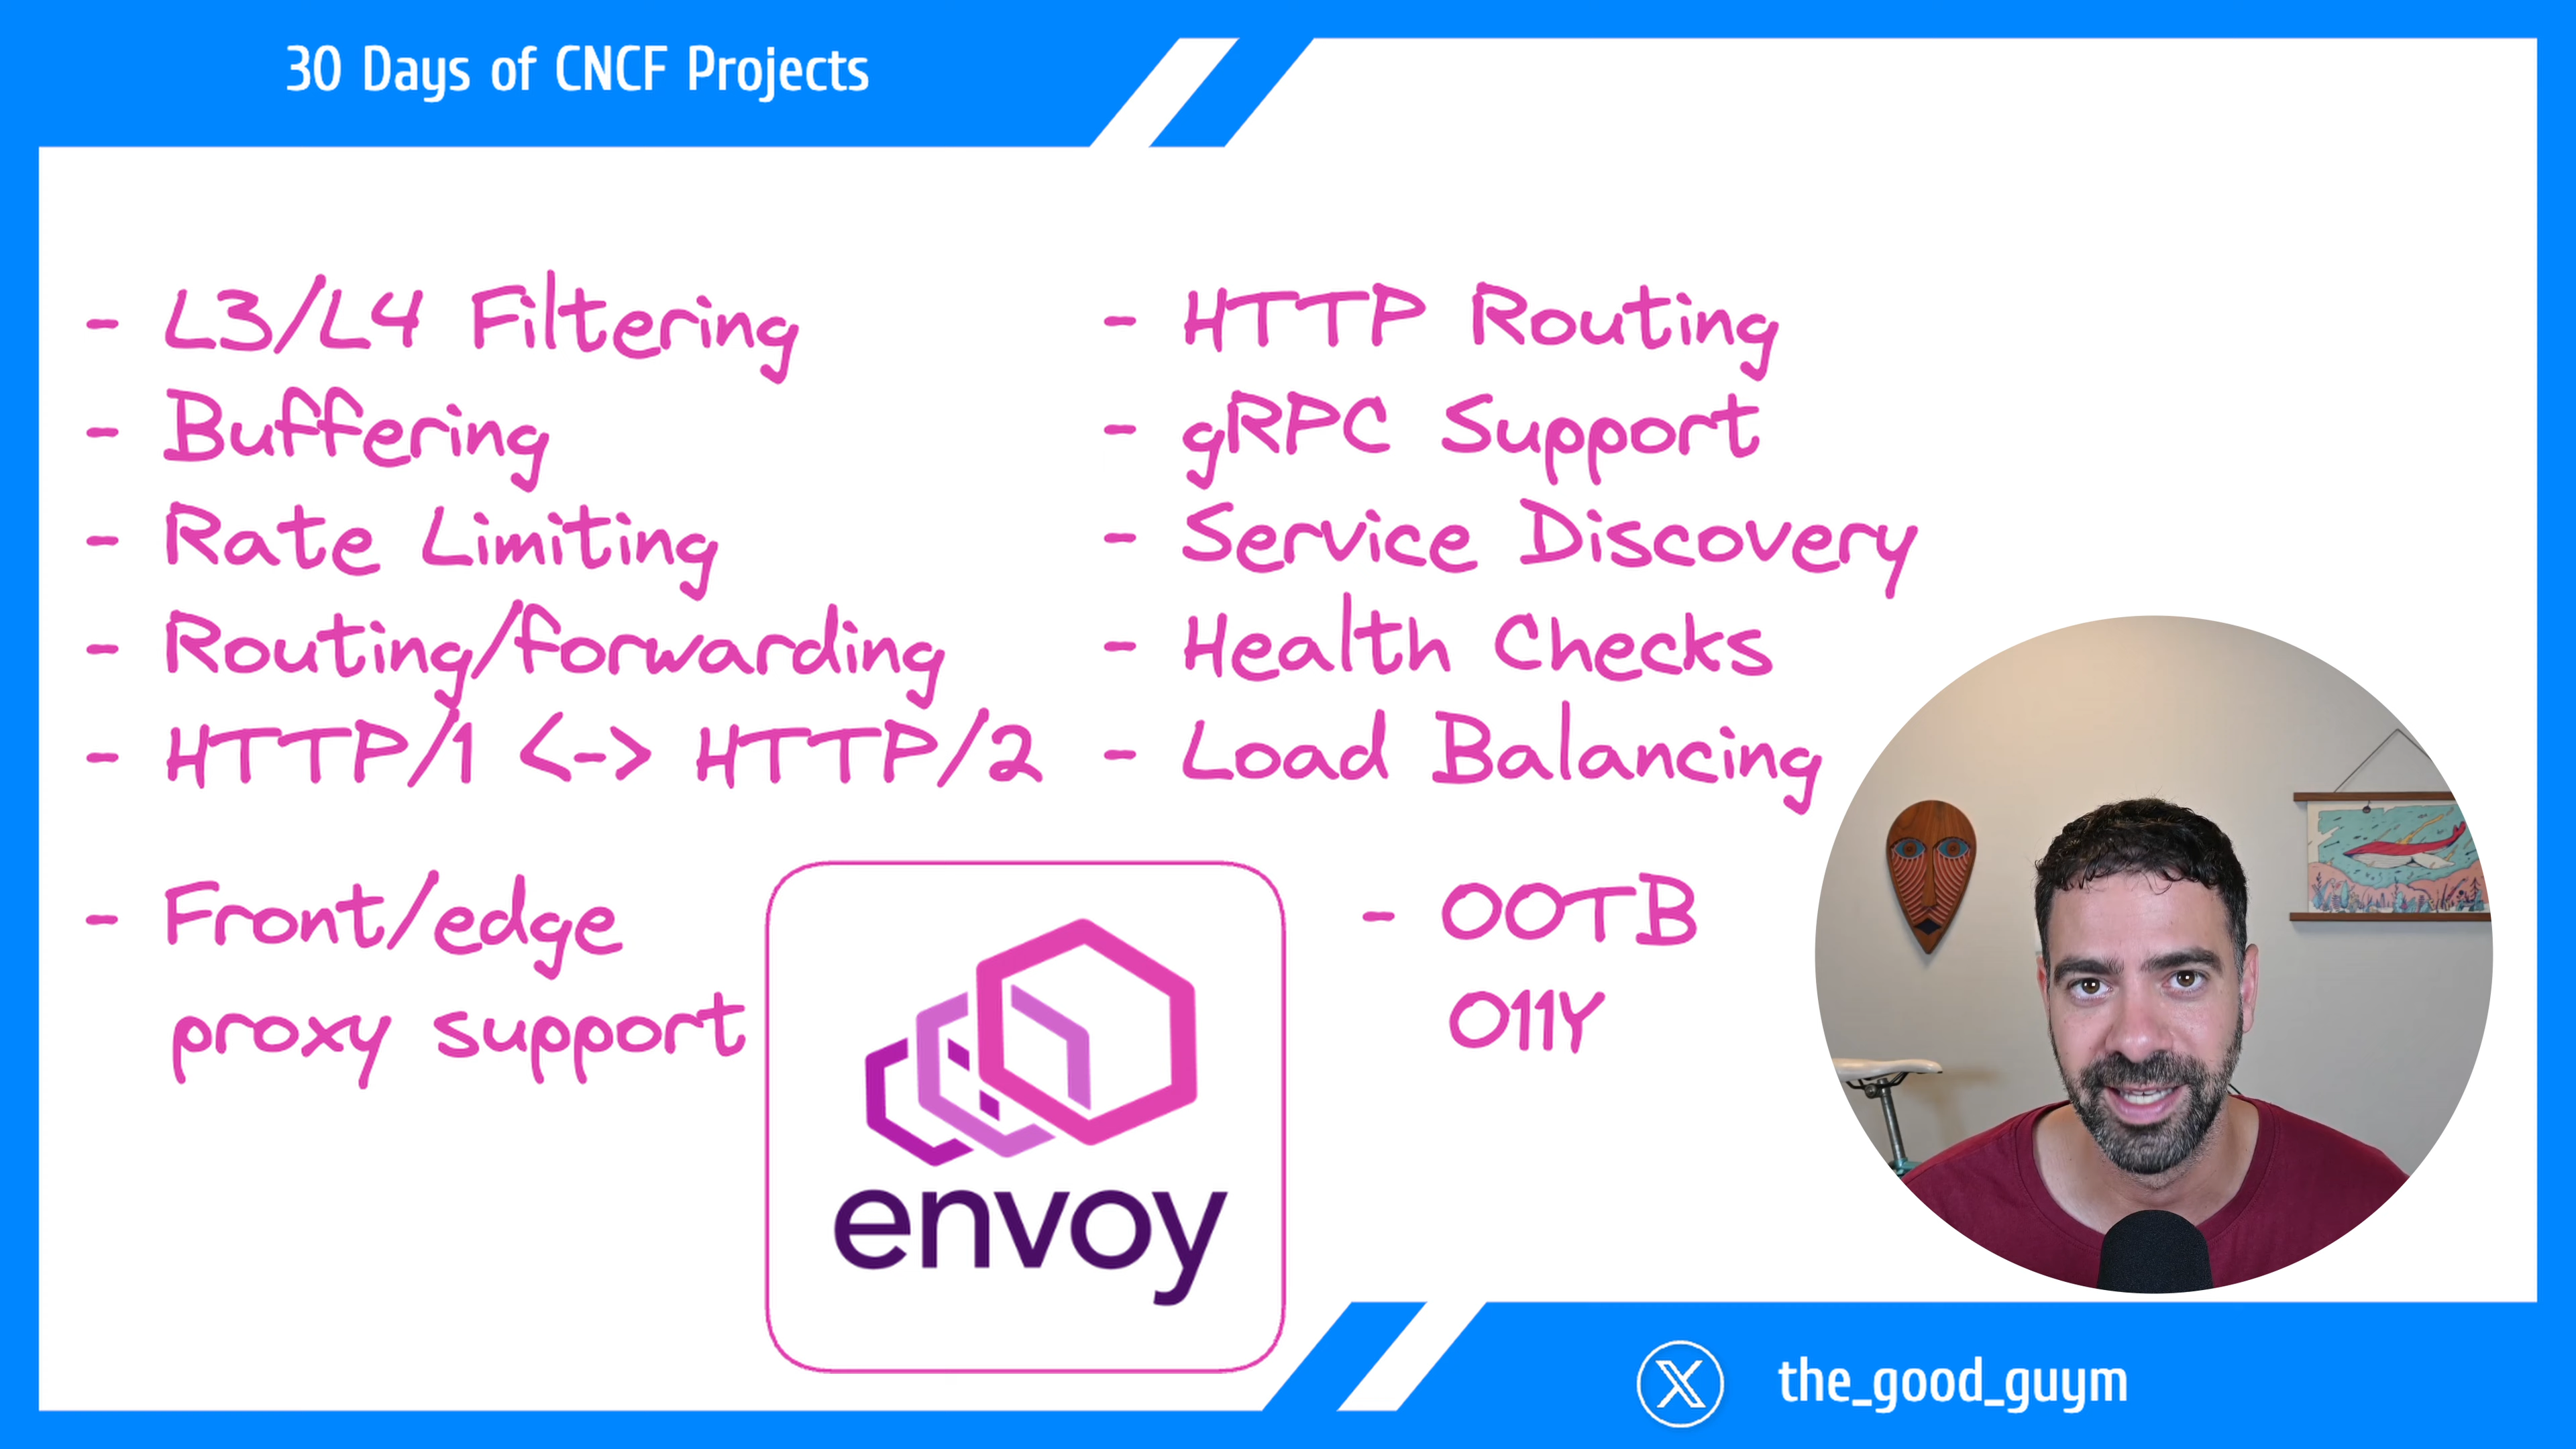 30 Days of CNCF Projects
- L3/L4 Filtering
- Buffering
- Rate Limiting
- Routing/forwarding
- HTTP/1 <-> HTTP/2
- Front/edge
proxy support
- HTTP Routing
- gRPC Support
- Service Discovery
- Health Checks
- Load Balancing
- OOTB
O11Y
envoy
X the_good_guym